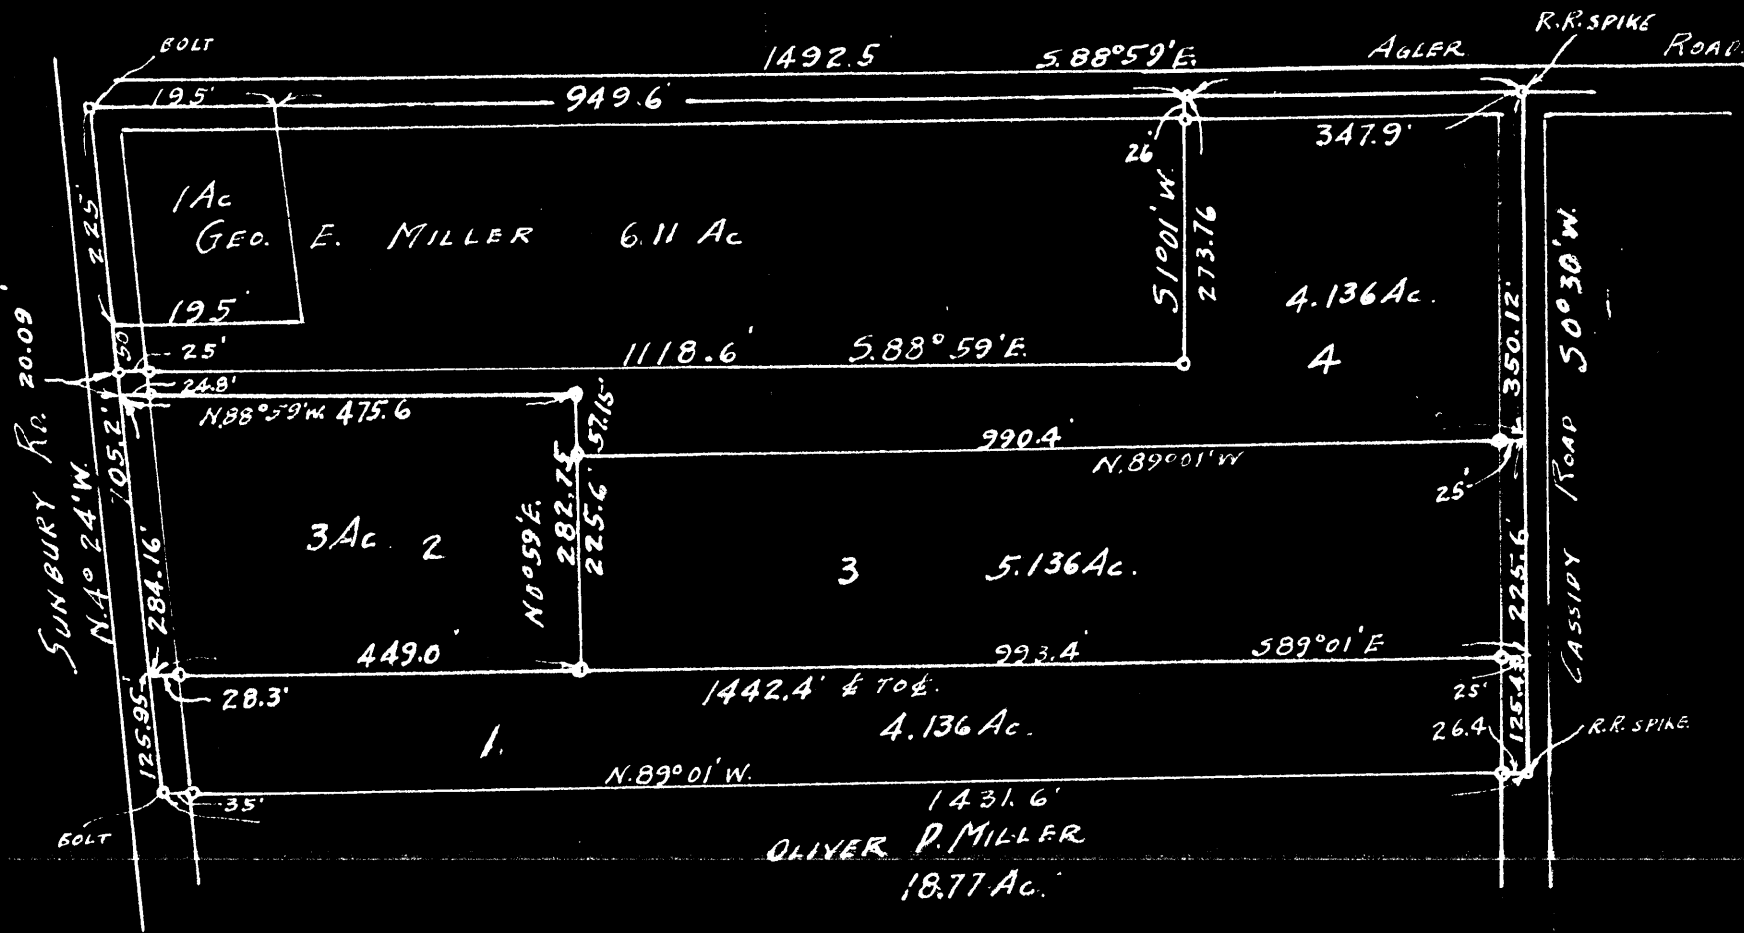 BOLT
1492.5 S.88°59'E. AGLER ROAD
R.R. SPIKE
195' 949.6'
347.9'
26'
225'
1 Ac
GEO. E. MILLER 6.11 Ac
S1°01'W.
273.76
4.136 Ac.
4
350.12'
S0°30'W.
CASSIDY ROAD
195'
50
25'
1118.6' S.88°59'E.
20.09'
24.8'
N.88°59'W. 475.6
57.15'
990.4'
N.89°01'W
25'
SUNBURY RD.
N.4°24'W.
105.2'
284.16'
3 Ac. 2
N0°59'E.
282.75
225.6'
3 5.136 Ac.
225.6'
449.0'
993.4' S89°01'E
28.3'
1442.4' ℄ TO ℄.
25'
125.43
125.95
1. 4.136 Ac.
26.4
R.R. SPIKE
N.89°01'W.
35'
1431.6'
BOLT
OLIVER P. MILLER
18.77 Ac.